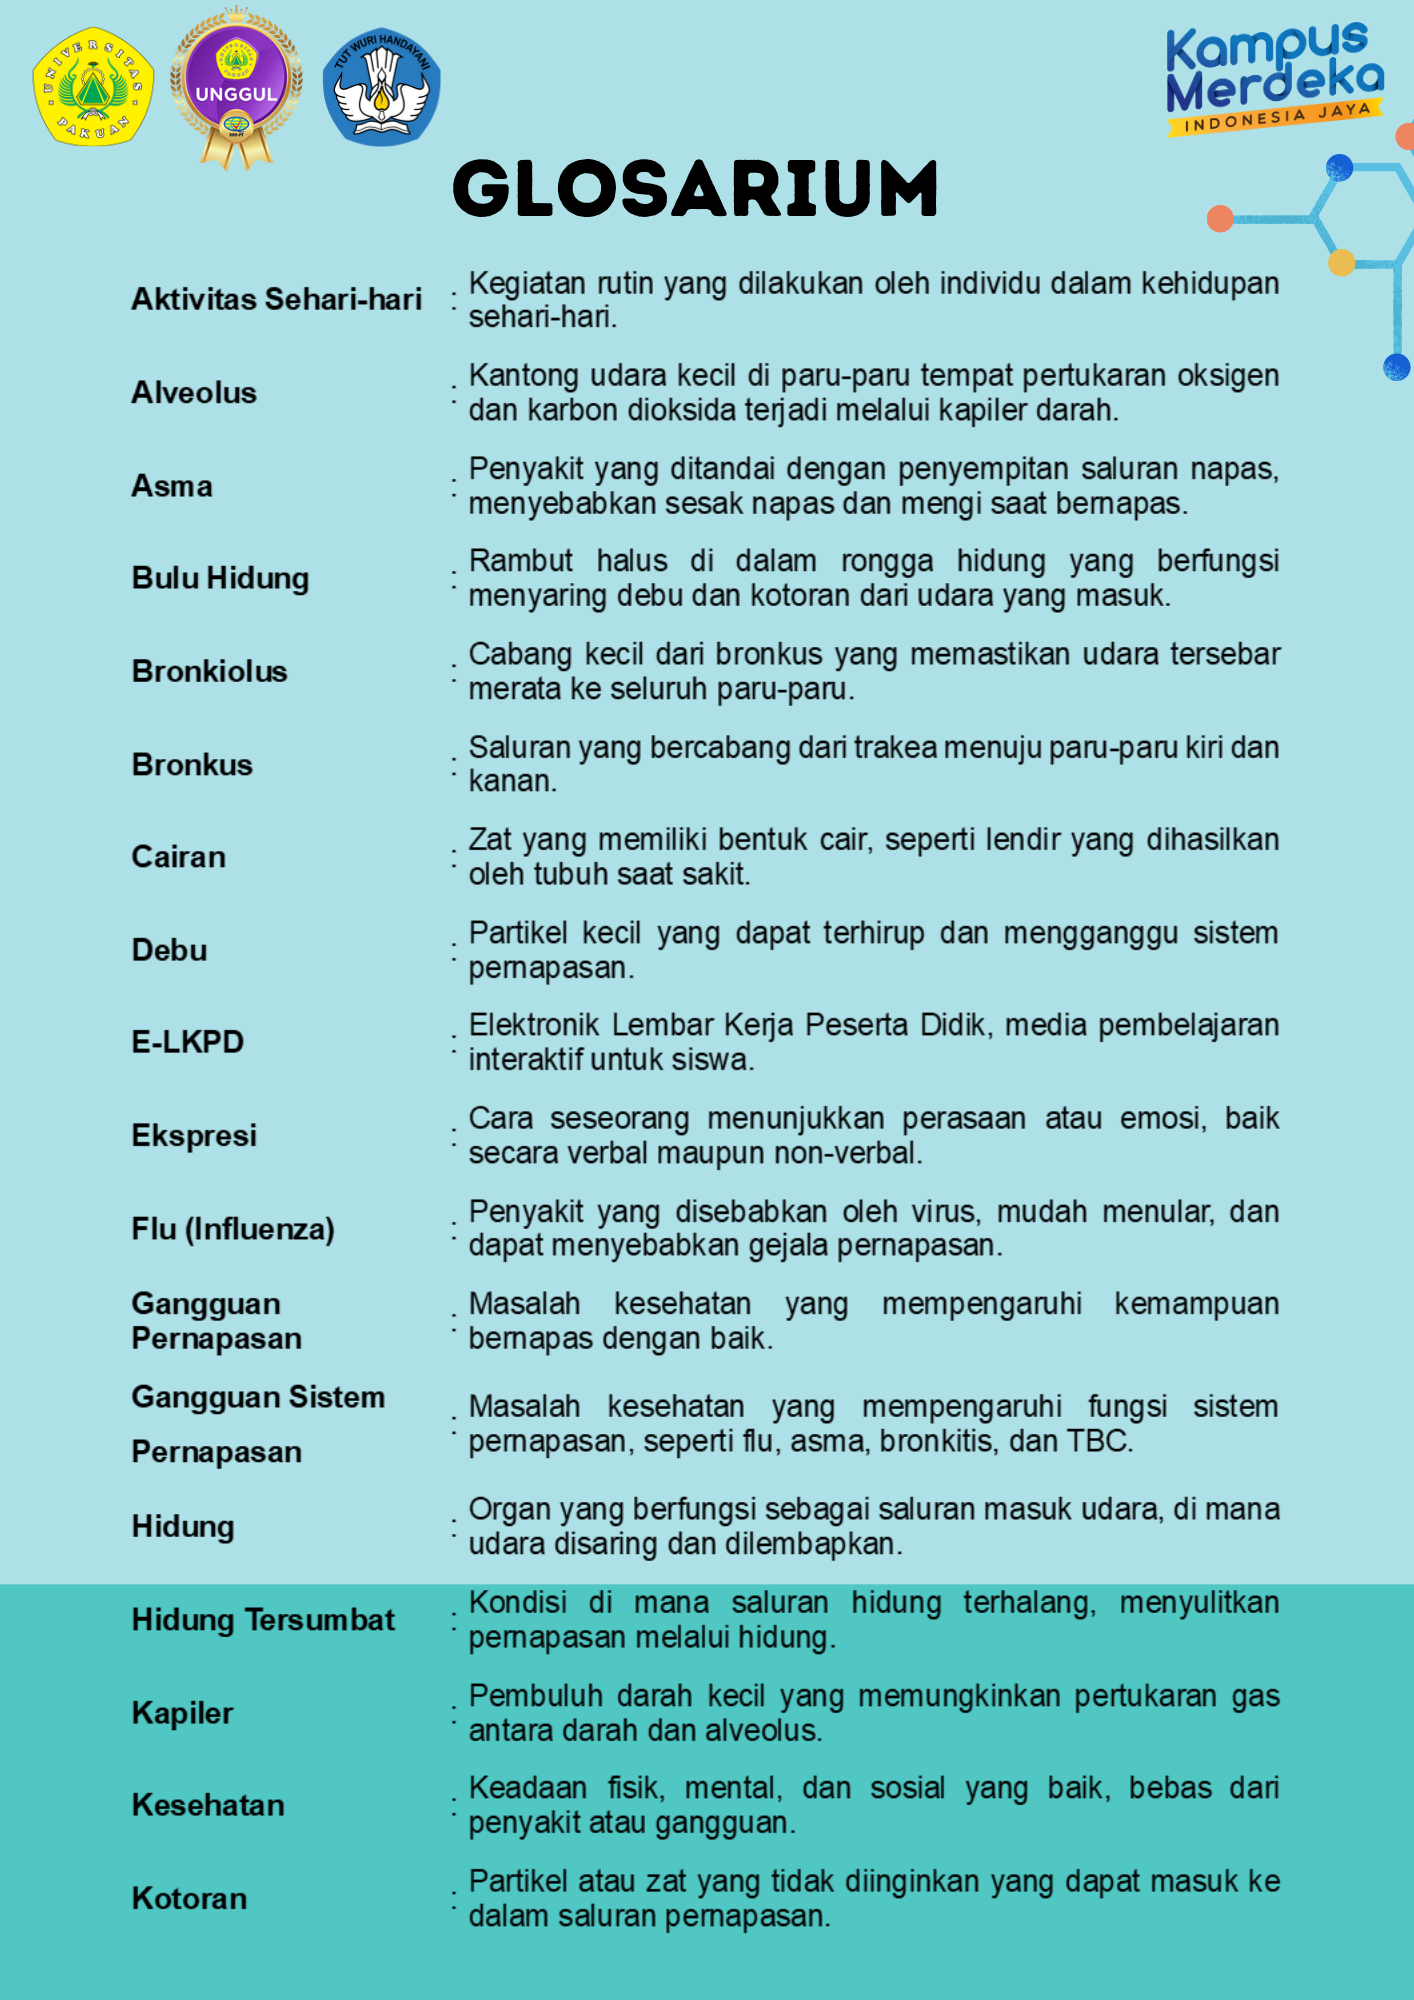 UNIVERSITAS PAKUAN
UNGGUL
TUT WURI HANDAYANI
Kampus
Merdeka
INDONESIA JAYA
GLOSARIUM
Aktivitas Sehari-hari : Kegiatan rutin yang dilakukan oleh individu dalam kehidupan
sehari-hari.
Alveolus : Kantong udara kecil di paru-paru tempat pertukaran oksigen
dan karbon dioksida terjadi melalui kapiler darah.
Asma : Penyakit yang ditandai dengan penyempitan saluran napas,
menyebabkan sesak napas dan mengi saat bernapas.
Bulu Hidung : Rambut halus di dalam rongga hidung yang berfungsi
menyaring debu dan kotoran dari udara yang masuk.
Bronkiolus : Cabang kecil dari bronkus yang memastikan udara tersebar
merata ke seluruh paru-paru.
Bronkus : Saluran yang bercabang dari trakea menuju paru-paru kiri dan
kanan.
Cairan : Zat yang memiliki bentuk cair, seperti lendir yang dihasilkan
oleh tubuh saat sakit.
Debu : Partikel kecil yang dapat terhirup dan mengganggu sistem
pernapasan.
E-LKPD : Elektronik Lembar Kerja Peserta Didik, media pembelajaran
interaktif untuk siswa.
Ekspresi : Cara seseorang menunjukkan perasaan atau emosi, baik
secara verbal maupun non-verbal.
Flu (Influenza) : Penyakit yang disebabkan oleh virus, mudah menular, dan
dapat menyebabkan gejala pernapasan.
Gangguan
Pernapasan : Masalah kesehatan yang mempengaruhi kemampuan
bernapas dengan baik.
Gangguan Sistem
Pernapasan : Masalah kesehatan yang mempengaruhi fungsi sistem
pernapasan, seperti flu, asma, bronkitis, dan TBC.
Hidung : Organ yang berfungsi sebagai saluran masuk udara, di mana
udara disaring dan dilembapkan.
Hidung Tersumbat : Kondisi di mana saluran hidung terhalang, menyulitkan
pernapasan melalui hidung.
Kapiler : Pembuluh darah kecil yang memungkinkan pertukaran gas
antara darah dan alveolus.
Kesehatan : Keadaan fisik, mental, dan sosial yang baik, bebas dari
penyakit atau gangguan.
Kotoran : Partikel atau zat yang tidak diinginkan yang dapat masuk ke
dalam saluran pernapasan.